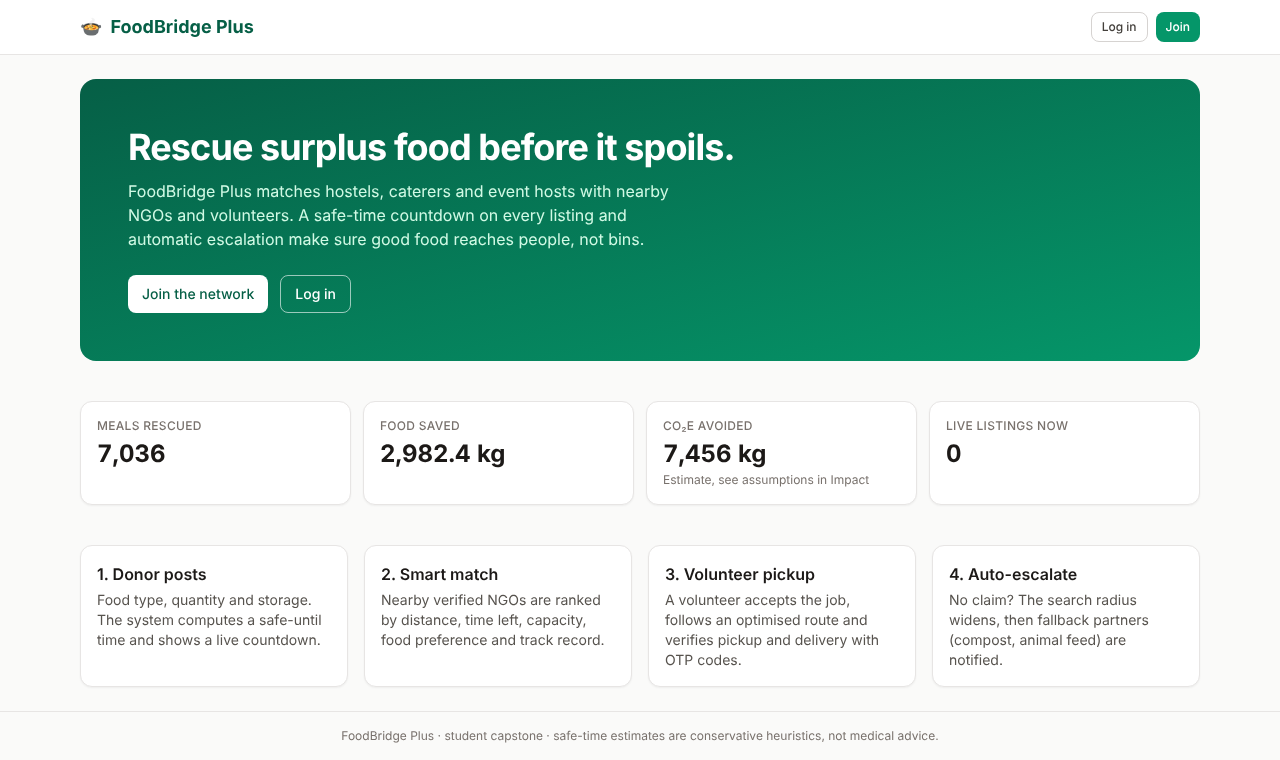 FoodBridge Plus
Log in
Join
Rescue surplus food before it spoils.
FoodBridge Plus matches hostels, caterers and event hosts with nearby
NGOs and volunteers. A safe-time countdown on every listing and
automatic escalation make sure good food reaches people, not bins.
Join the network
Log in
MEALS RESCUED
7,036
FOOD SAVED
2,982.4 kg
CO₂E AVOIDED
7,456 kg
Estimate, see assumptions in Impact
LIVE LISTINGS NOW
0
1. Donor posts
Food type, quantity and storage.
The system computes a safe-until
time and shows a live countdown.
2. Smart match
Nearby verified NGOs are ranked
by distance, time left, capacity,
food preference and track record.
3. Volunteer pickup
A volunteer accepts the job,
follows an optimised route and
verifies pickup and delivery with
OTP codes.
4. Auto-escalate
No claim? The search radius
widens, then fallback partners
(compost, animal feed) are
notified.
FoodBridge Plus · student capstone · safe-time estimates are conservative heuristics, not medical advice.